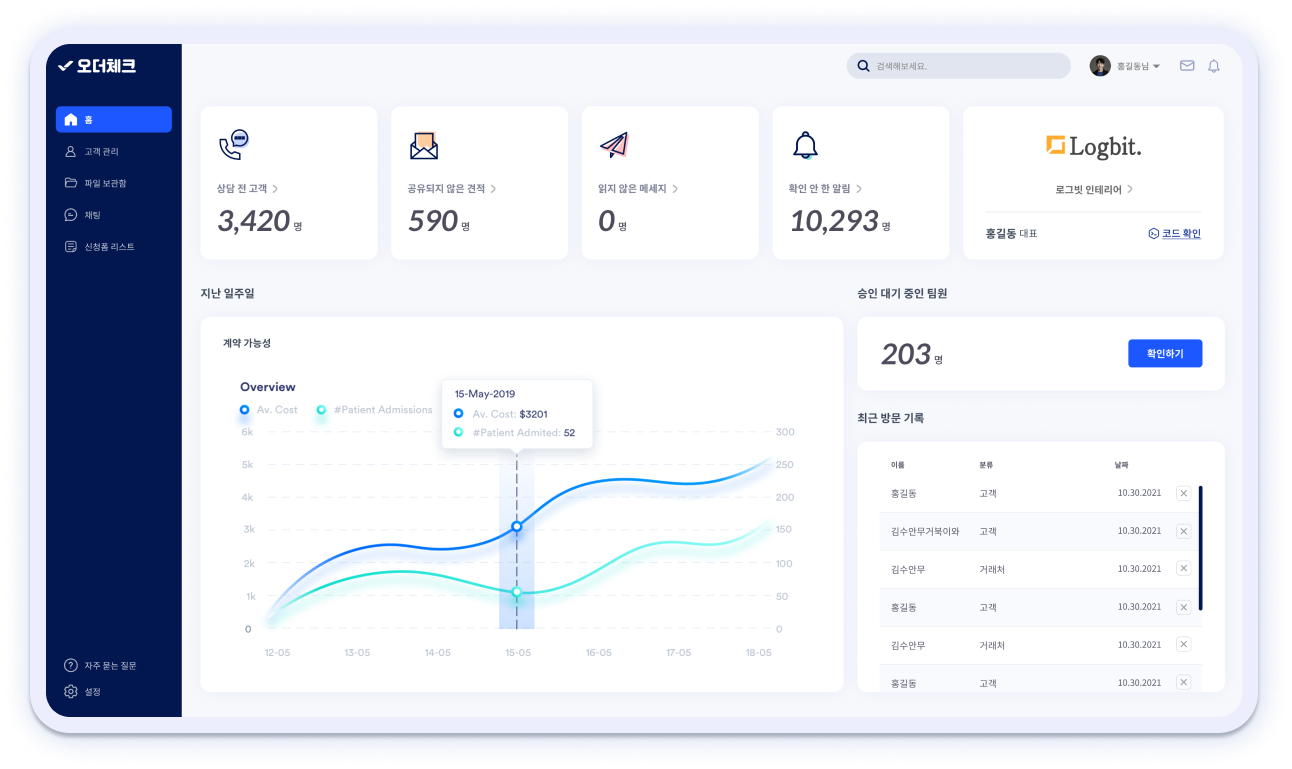 오더체크
검색해보세요.
홍길동님
홈
고객 관리
파일 보관함
채팅
신청폼 리스트
자주 묻는 질문
설정
상담 전 고객
3,420 명
공유되지 않은 견적
590 명
읽지 않은 메세지
0 명
확인 안 한 알림
10,293 명
Logbit.
로그빗 인테리어
홍길동 대표
코드 확인
지난 일주일
계약 가능성
Overview
Av. Cost
#Patient Admissions
15-May-2019
Av. Cost: $3201
#Patient Admited: 52
6k
5k
4k
3k
2k
1k
0
300
250
200
150
100
50
0
12-05
13-05
14-05
15-05
16-05
17-05
18-05
승인 대기 중인 팀원
203 명
확인하기
최근 방문 기록
이름 분류 날짜
홍길동 고객 10.30.2021
김수안무거북이와 고객 10.30.2021
김수안무 거래처 10.30.2021
홍길동 고객 10.30.2021
김수안무 거래처 10.30.2021
홍길동 고객 10.30.2021